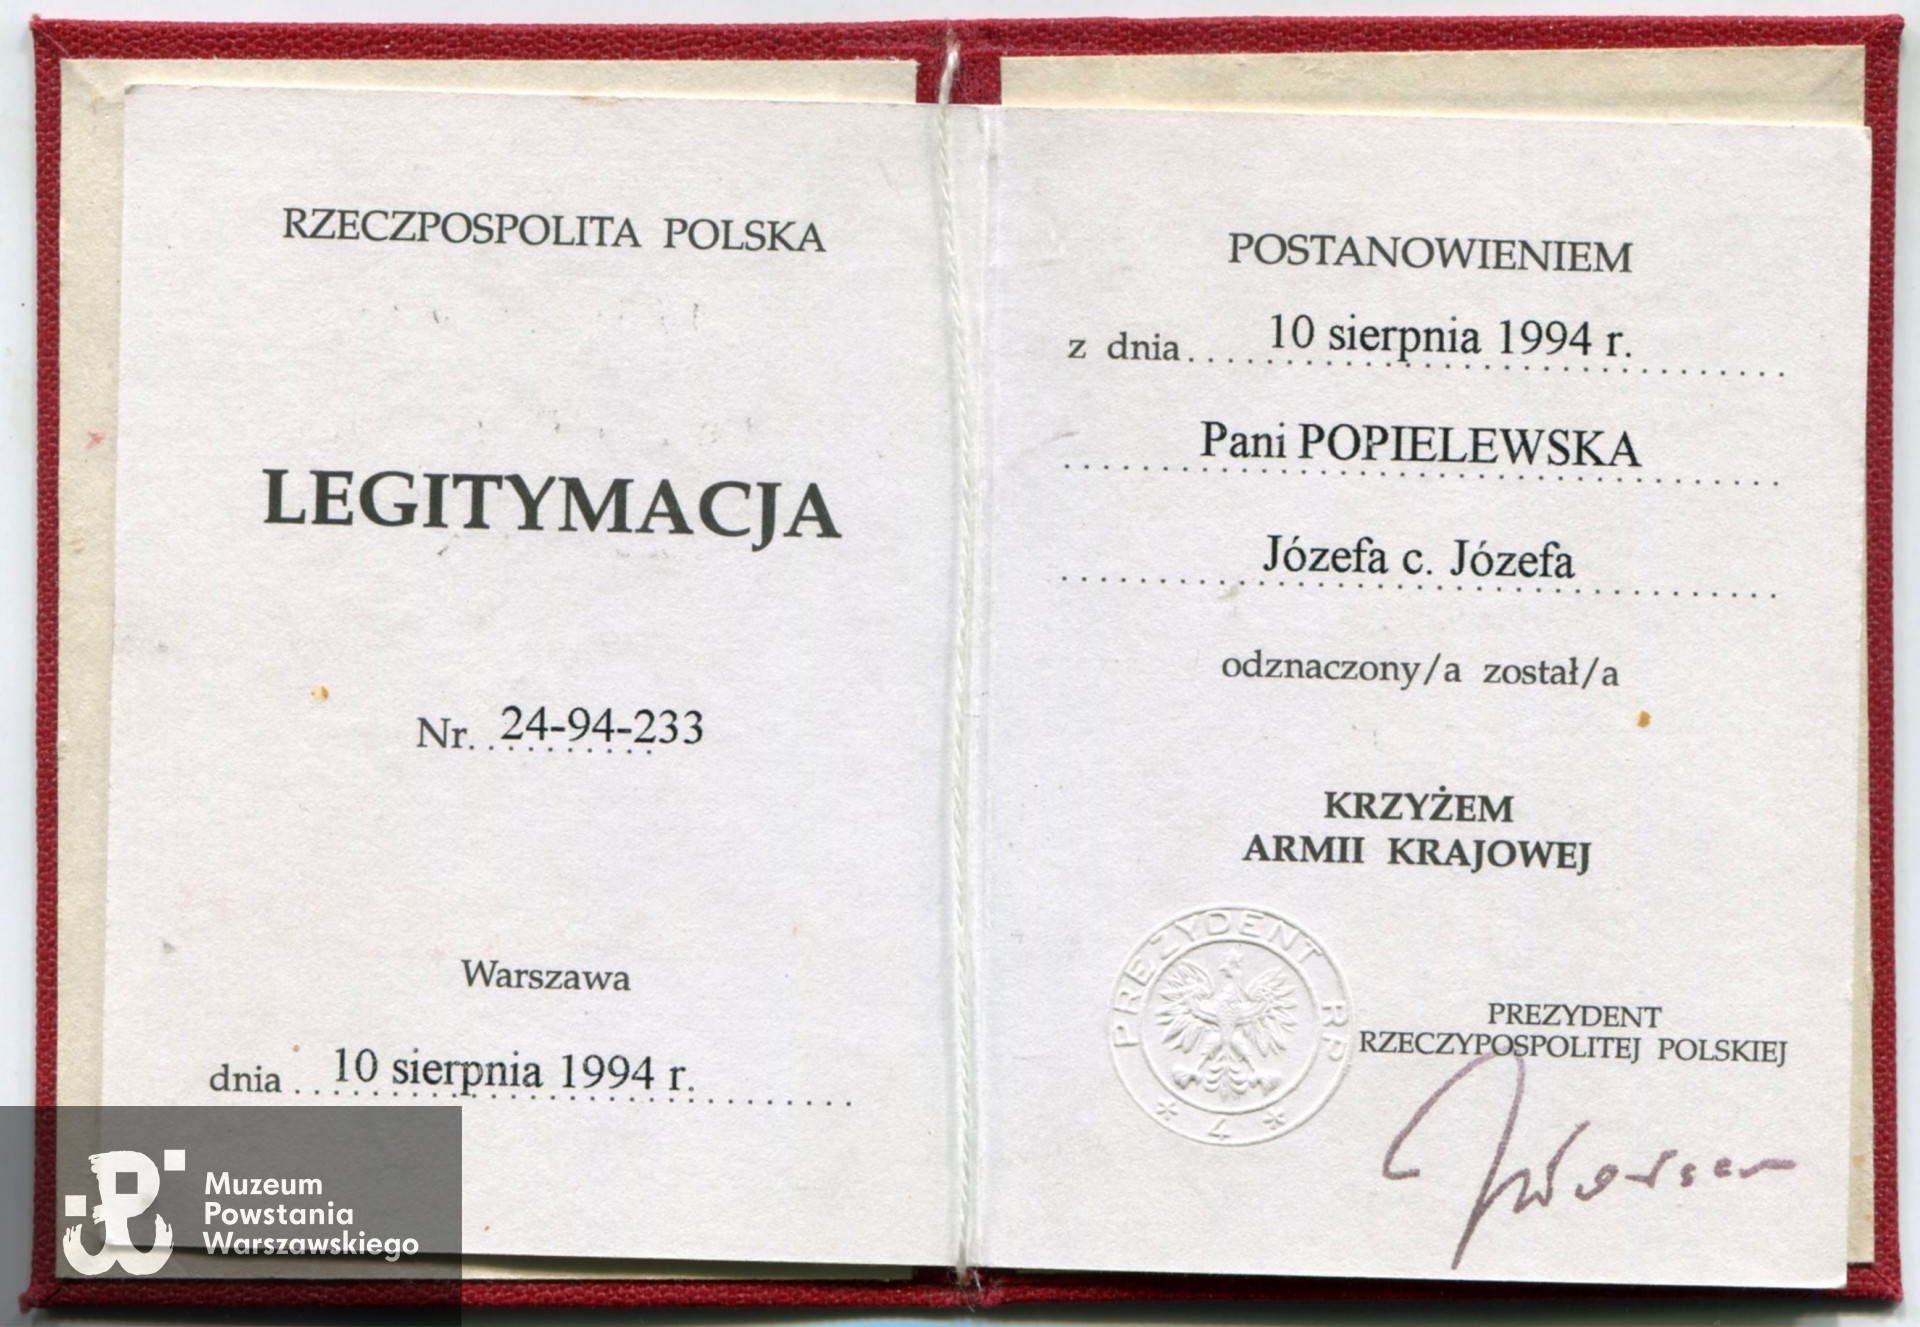 RZECZPOSPOLITA POLSKA
LEGITYMACJA
Nr. 24-94-233
Warszawa
dnia 10 sierpnia 1994 r.
Muzeum
Powstania
Warszawskiego
POSTANOWIENIEM
z dnia 10 sierpnia 1994 r.
Pani POPIELEWSKA
Józefa c. Józefa
odznaczony/a został/a
KRZYŻEM
ARMII KRAJOWEJ
PREZYDENT RP
* 4 *
PREZYDENT
RZECZYPOSPOLITEJ POLSKIEJ